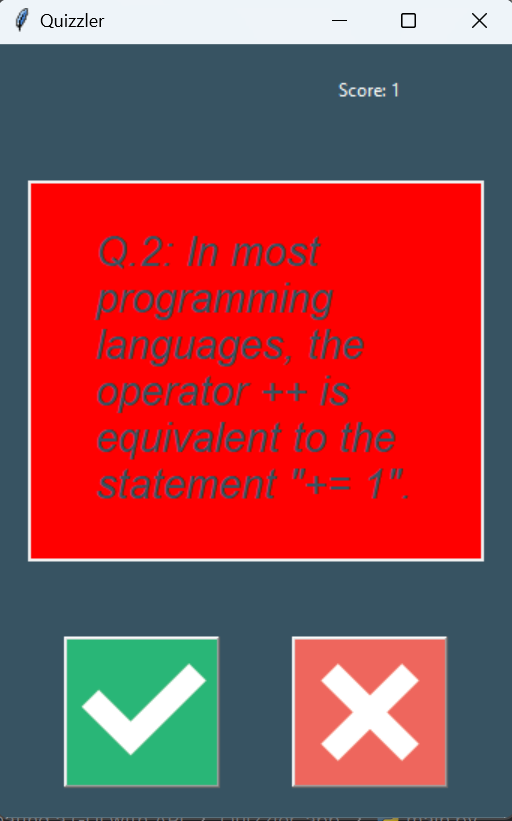 Quizzler
Score: 1
Q.2: In most
programming
languages, the
operator ++ is
equivalent to the
statement "+= 1".